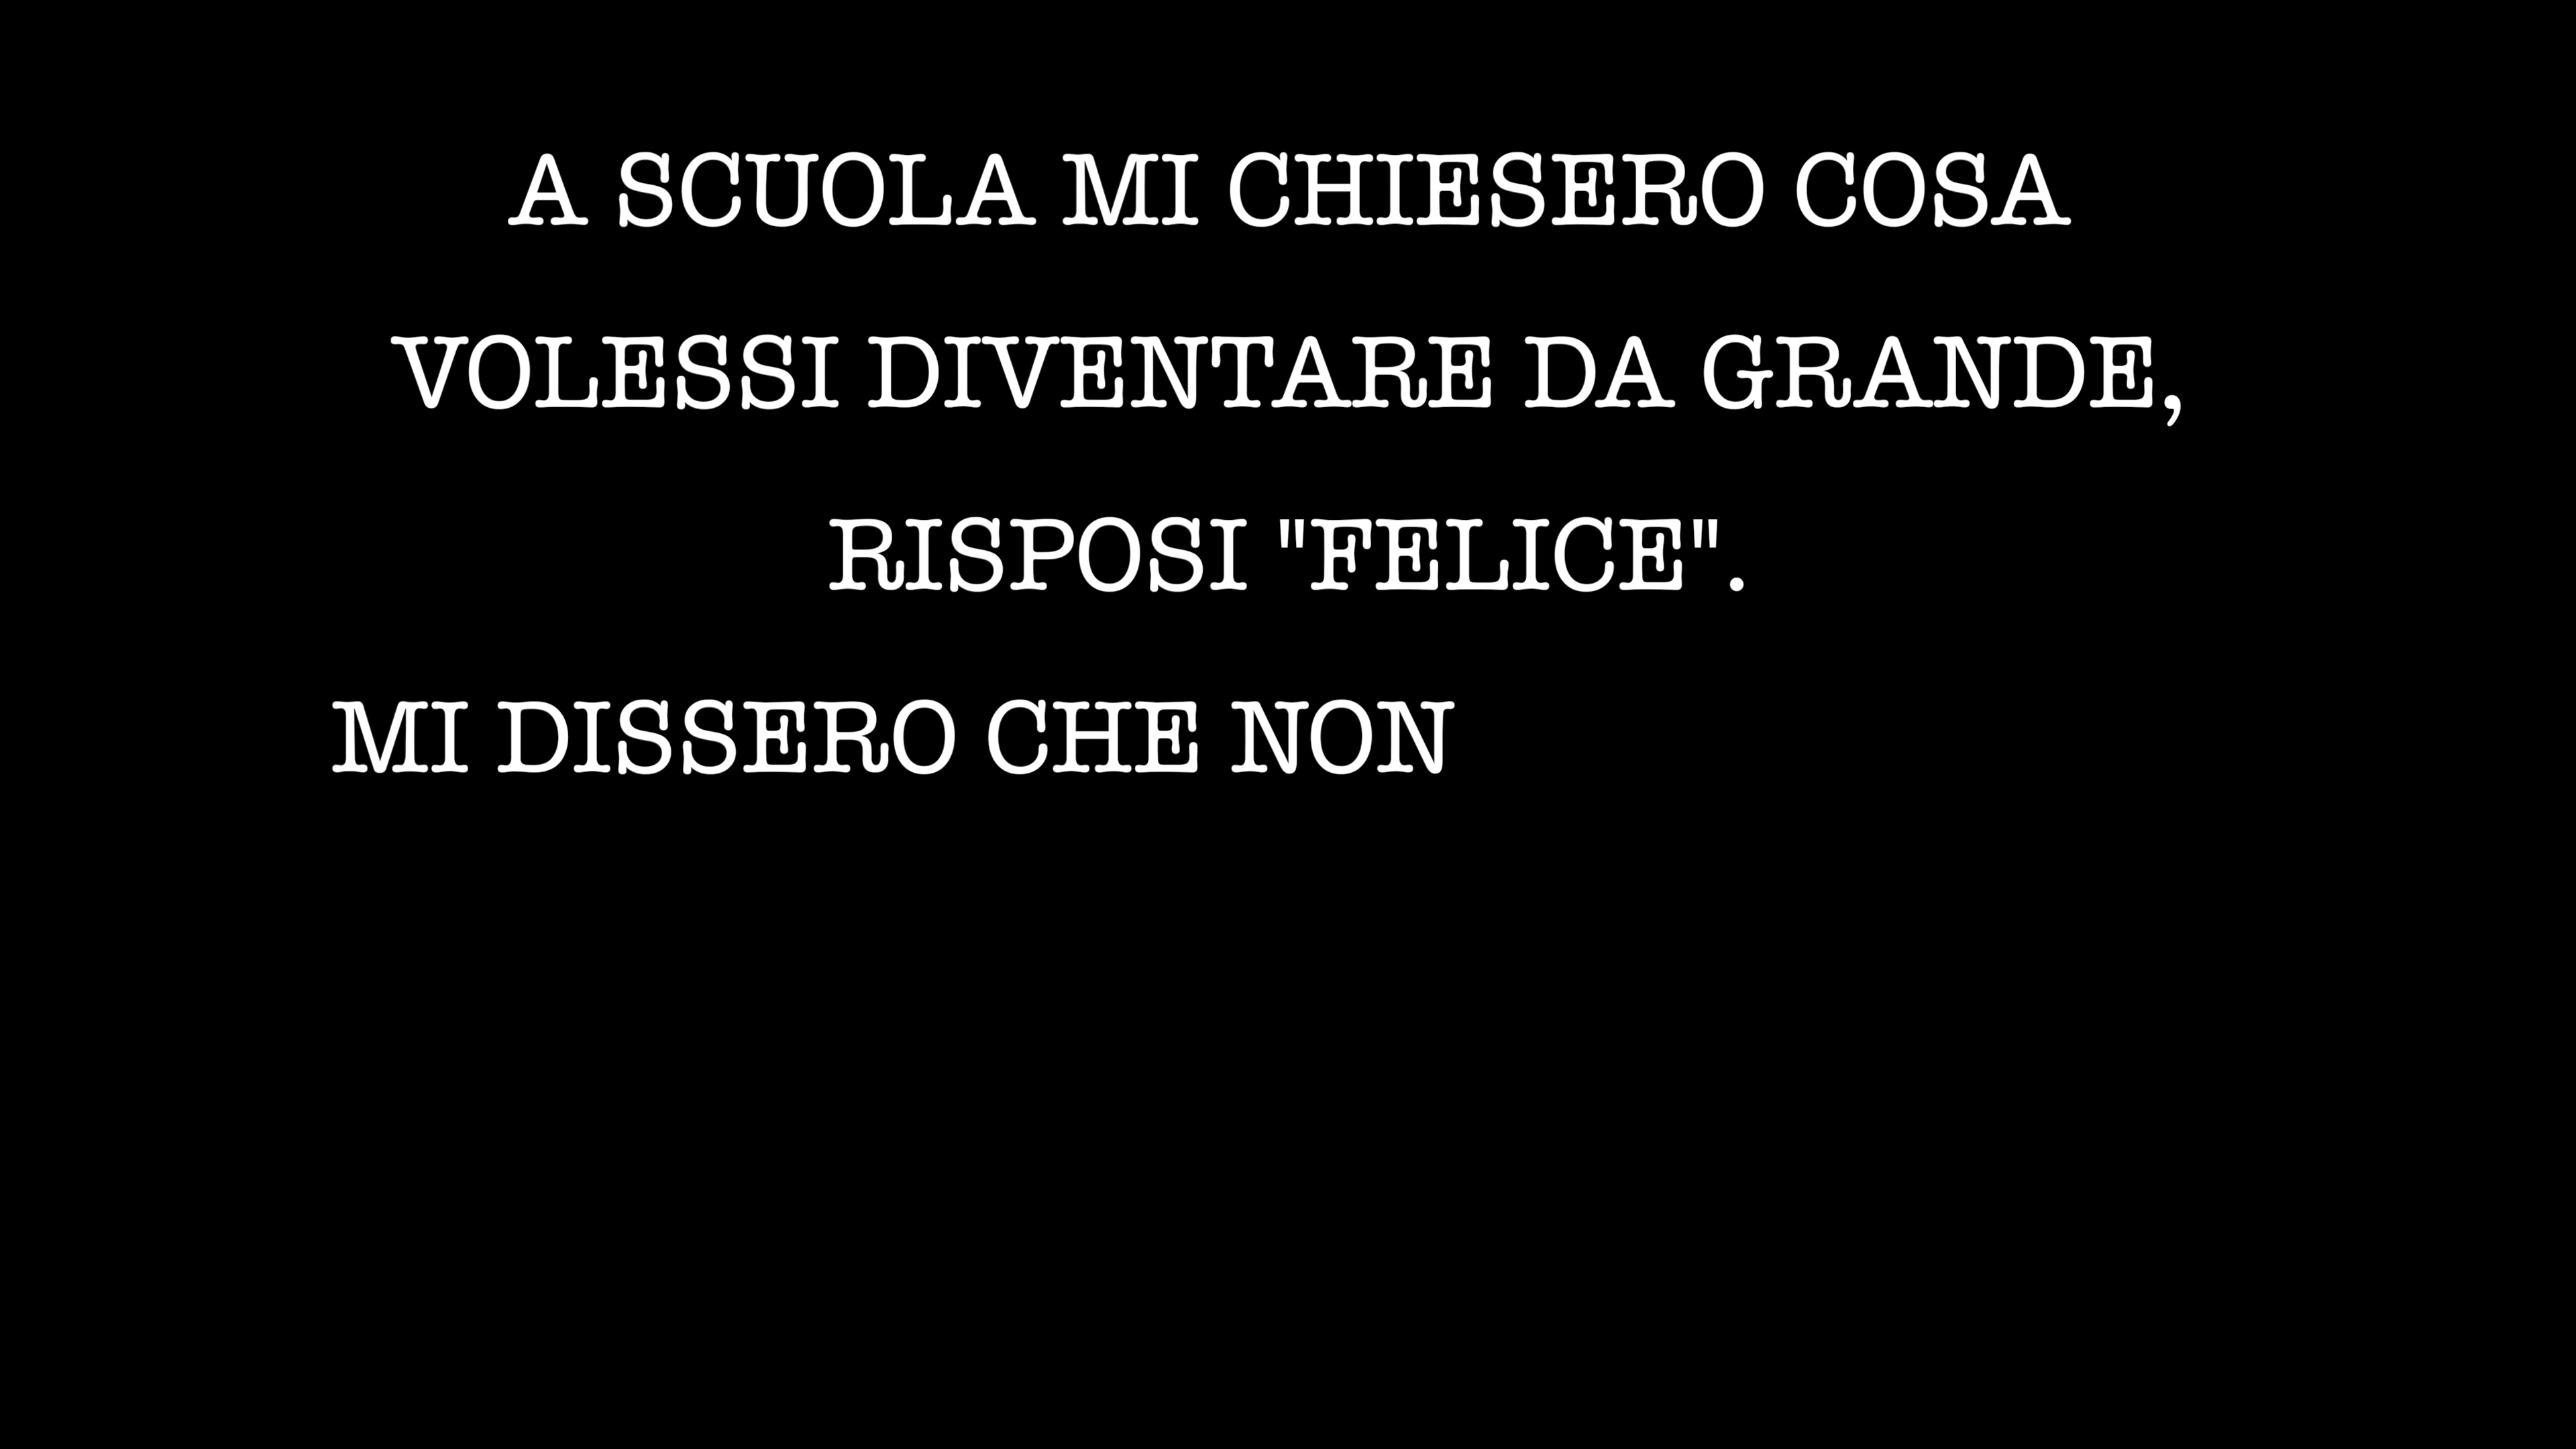 A SCUOLA MI CHIESERO COSA
VOLESSI DIVENTARE DA GRANDE,
RISPOSI "FELICE".
MI DISSERO CHE NON